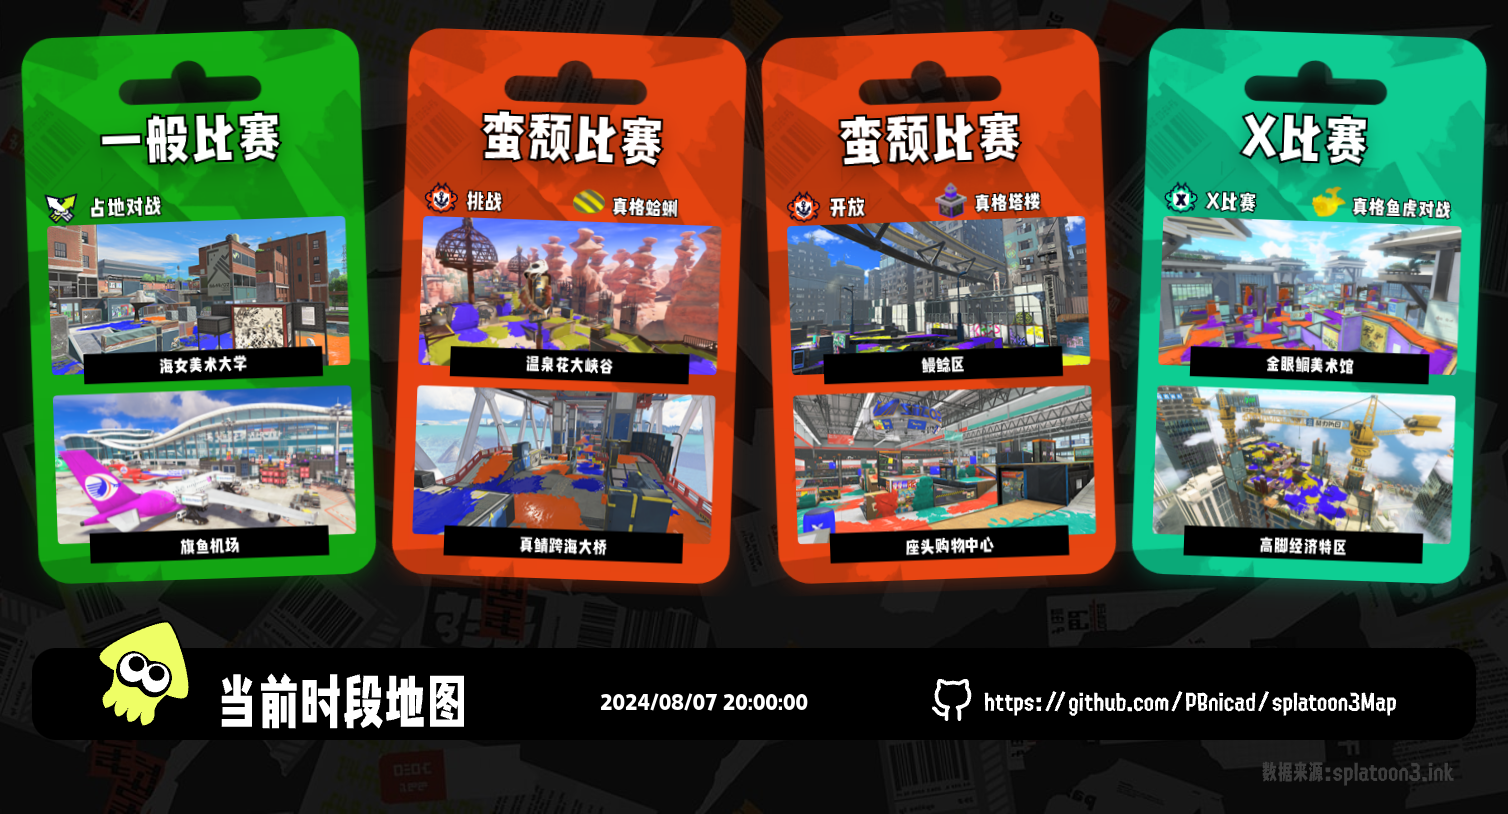 一般比赛
占地对战
海女美术大学
旗鱼机场
蛮颓比赛
挑战
真格蛤蜊
温泉花大峡谷
真鲭跨海大桥
蛮颓比赛
开放
真格塔楼
鳗鲶区
座头购物中心
X比赛
X比赛
真格鱼虎对战
金眼鲷美术馆
高脚经济特区
当前时段地图
2024/08/07 20:00:00
https://github.com/PBnicad/splatoon3Map
数据来源:splatoon3.ink